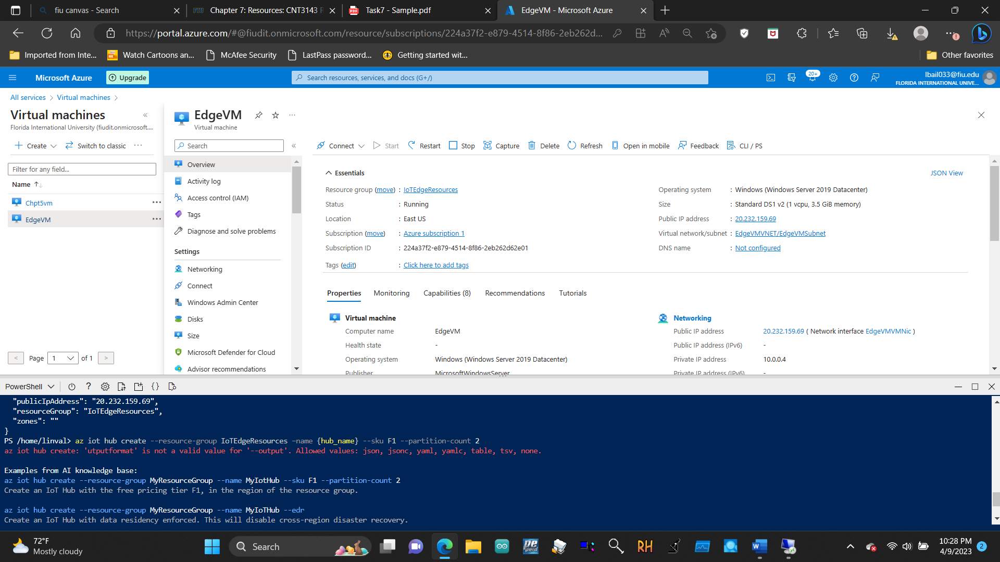 fiu canvas - Search
Chapter 7: Resources: CNT3143 R
Task7 - Sample.pdf
EdgeVM - Microsoft Azure
https://portal.azure.com/#@fiudit.onmicrosoft.com/resource/subscriptions/224a37f2-e879-4514-8f86-2eb262d...
Imported from Inte...
Watch Cartoons an...
McAfee Security
LastPass password...
Getting started wit...
Other favorites
Microsoft Azure
Upgrade
Search resources, services, and docs (G+/)
20+
lbail033@fiu.edu
FLORIDA INTERNATIONAL UNIVE...
All services > Virtual machines >
Virtual machines
Florida International University (fiudit.onmicrosoft....
+ Create
Switch to classic
...
Filter for any field...
Name ↑↓
Chpt5vm
EdgeVM
< Page 1 of 1 >
EdgeVM
Virtual machine
Search
Overview
Activity log
Access control (IAM)
Tags
Diagnose and solve problems
Settings
Networking
Connect
Windows Admin Center
Disks
Size
Microsoft Defender for Cloud
Advisor recommendations
Connect
Start
Restart
Stop
Capture
Delete
Refresh
Open in mobile
Feedback
CLI / PS
Essentials
JSON View
Resource group (move) : IoTEdgeResources
Status : Running
Location : East US
Subscription (move) : Azure subscription 1
Subscription ID : 224a37f2-e879-4514-8f86-2eb262d62e01
Tags (edit) : Click here to add tags
Operating system : Windows (Windows Server 2019 Datacenter)
Size : Standard DS1 v2 (1 vcpu, 3.5 GiB memory)
Public IP address : 20.232.159.69
Virtual network/subnet : EdgeVMVNET/EdgeVMSubnet
DNS name : Not configured
Properties
Monitoring
Capabilities (8)
Recommendations
Tutorials
Virtual machine
Computer name EdgeVM
Health state -
Operating system Windows (Windows Server 2019 Datacenter)
Publisher MicrosoftWindowsServer
Networking
Public IP address 20.232.159.69 ( Network interface EdgeVMVMNic )
Public IP address (IPv6) -
Private IP address 10.0.0.4
Private IP address (IPv6) -
PowerShell
"publicIpAddress": "20.232.159.69",
"resourceGroup": "IoTEdgeResources",
"zones": ""
}
PS /home/linval> az iot hub create --resource-group IoTEdgeResources –name {hub_name} --sku F1 --partition-count 2
az iot hub create: 'utputformat' is not a valid value for '--output'. Allowed values: json, jsonc, yaml, yamlc, table, tsv, none.
Examples from AI knowledge base:
az iot hub create --resource-group MyResourceGroup --name MyIotHub --sku F1 --partition-count 2
Create an IoT Hub with the free pricing tier F1, in the region of the resource group.
az iot hub create --resource-group MyResourceGroup --name MyIoTHub --edr
Create an IoT Hub with data residency enforced. This will disable cross-region disaster recovery.
72°F
Mostly cloudy
Search
RH
10:28 PM
4/9/2023
2